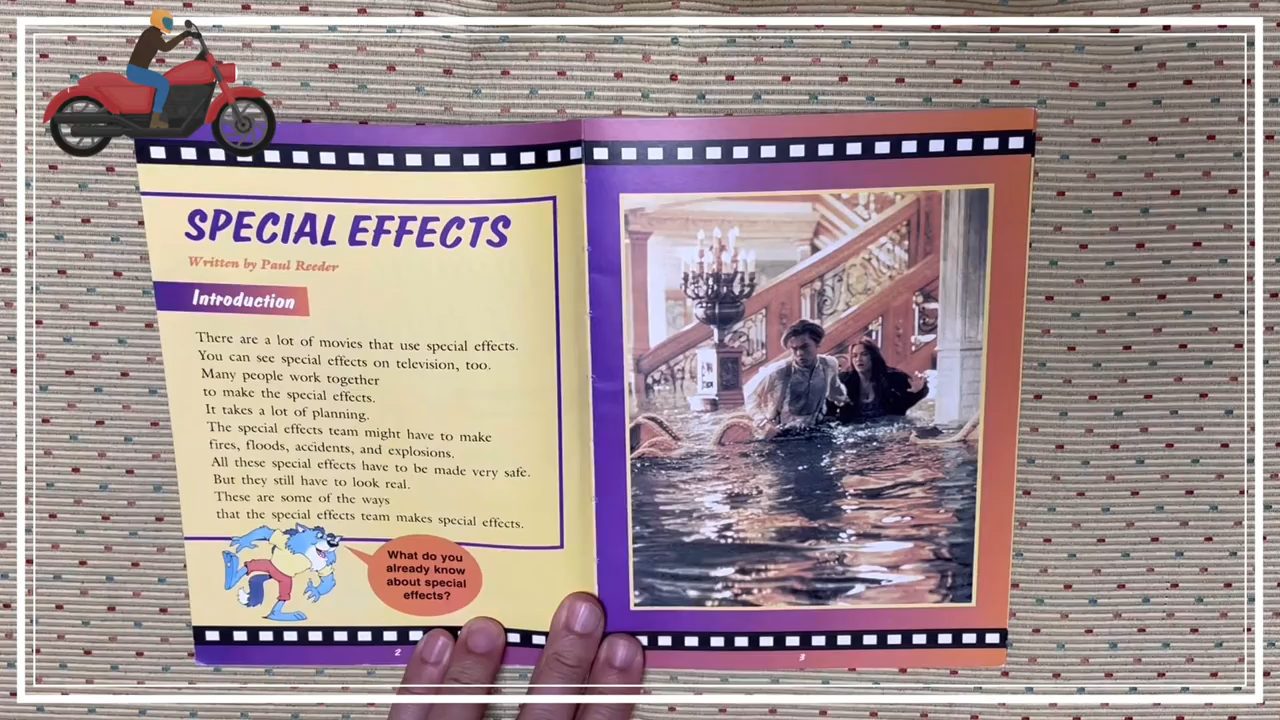 SPECIAL EFFECTS
Written by Paul Reeder
Introduction
There are a lot of movies that use special effects.
You can see special effects on television, too.
Many people work together
to make the special effects.
It takes a lot of planning.
The special effects team might have to make
fires, floods, accidents, and explosions.
All these special effects have to be made very safe.
But they still have to look real.
These are some of the ways
that the special effects team makes special effects.
What do you
already know
about special
effects?
2
3